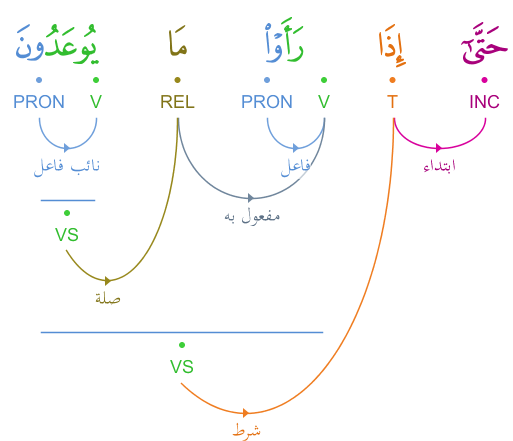 حَتَّىٰٓ إِذَا رَأَوْا۟ مَا يُوعَدُونَ
INC T V PRON REL V PRON
ابتداء فاعل نائب فاعل
مفعول به
VS
صلة
VS
شرط